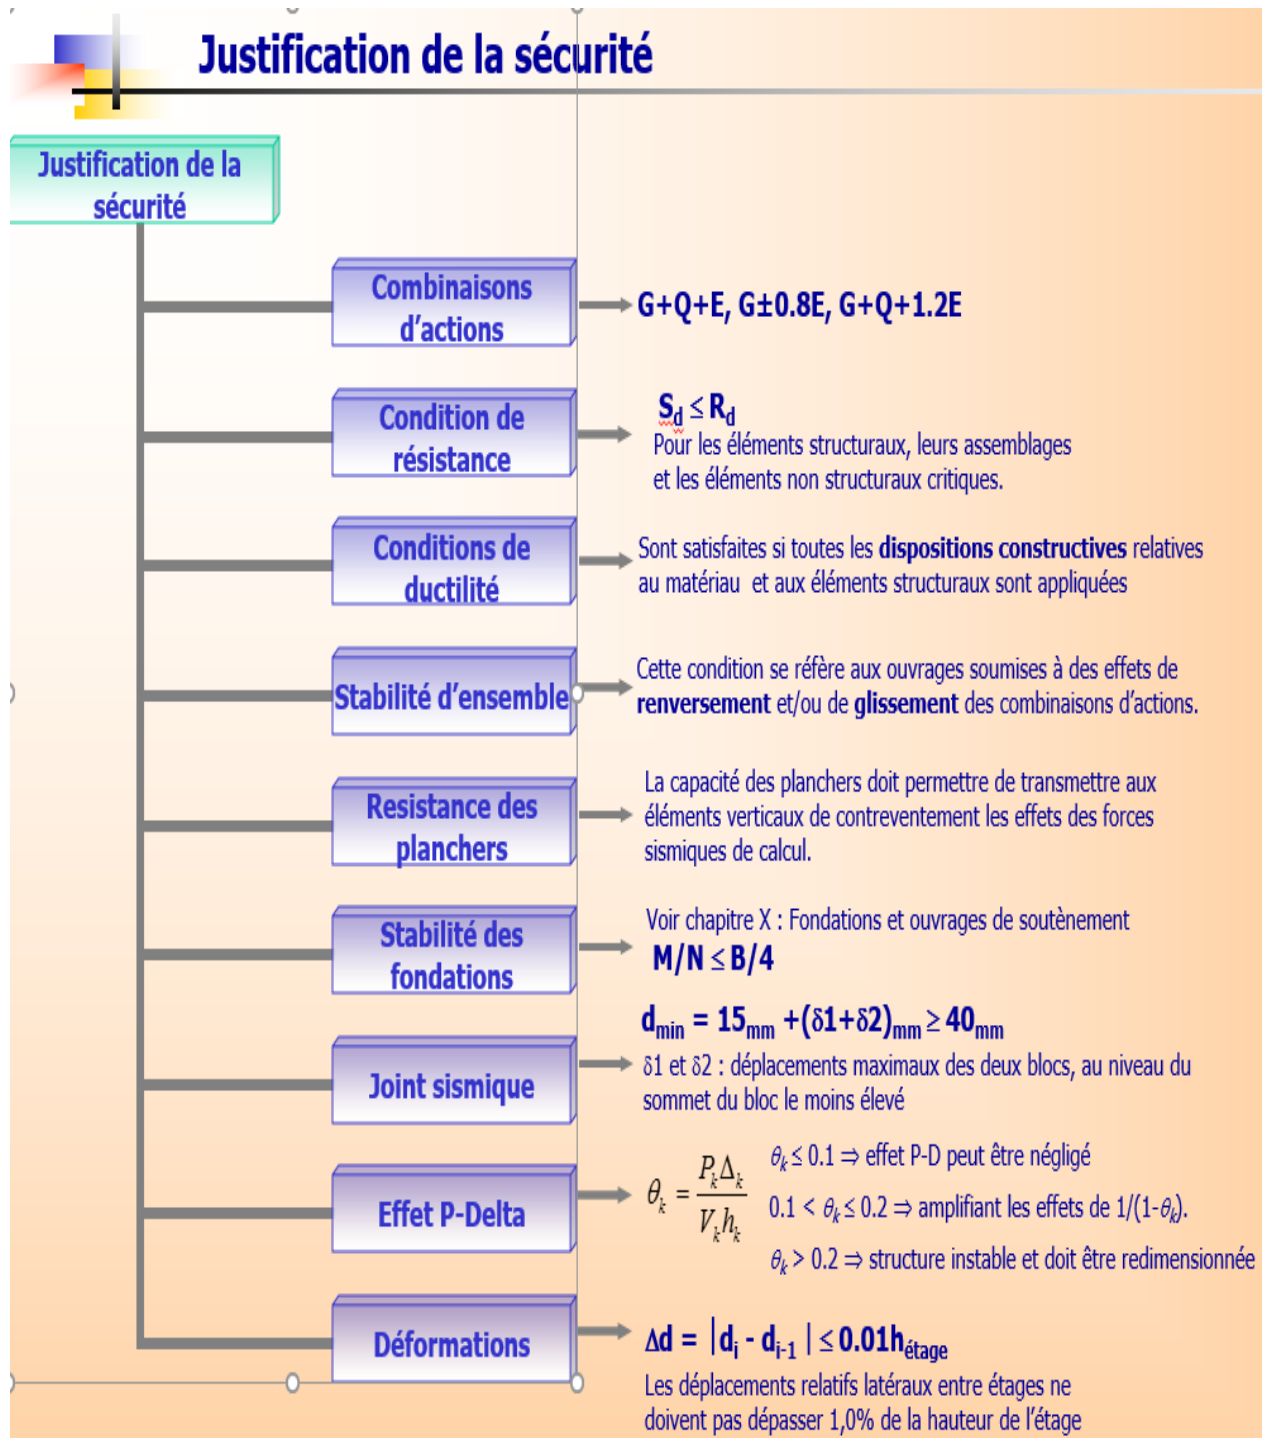 Justification de la sécurité
Justification de la
sécurité
Combinaisons
d’actions
G+Q+E, G±0.8E, G+Q+1.2E
Condition de
résistance
Sd ≤ Rd
Pour les éléments structuraux, leurs assemblages
et les éléments non structuraux critiques.
Conditions de
ductilité
Sont satisfaites si toutes les dispositions constructives relatives
au matériau et aux éléments structuraux sont appliquées
Stabilité d’ensemble
Cette condition se réfère aux ouvrages soumises à des effets de
renversement et/ou de glissement des combinaisons d’actions.
Resistance des
planchers
La capacité des planchers doit permettre de transmettre aux
éléments verticaux de contreventement les effets des forces
sismiques de calcul.
Stabilité des
fondations
Voir chapitre X : Fondations et ouvrages de soutènement
M/N ≤ B/4
Joint sismique
dmin = 15mm +(δ1+δ2)mm ≥ 40mm
δ1 et δ2 : déplacements maximaux des deux blocs, au niveau du
sommet du bloc le moins élevé
Effet P-Delta
θk = PkΔk / Vkhk
θk ≤ 0.1 ⇒ effet P-D peut être négligé
0.1 < θk ≤ 0.2 ⇒ amplifiant les effets de 1/(1-θk).
θk > 0.2 ⇒ structure instable et doit être redimensionnée
Déformations
Δd = |di - di-1 | ≤ 0.01hétage
Les déplacements relatifs latéraux entre étages ne
doivent pas dépasser 1,0% de la hauteur de l’étage